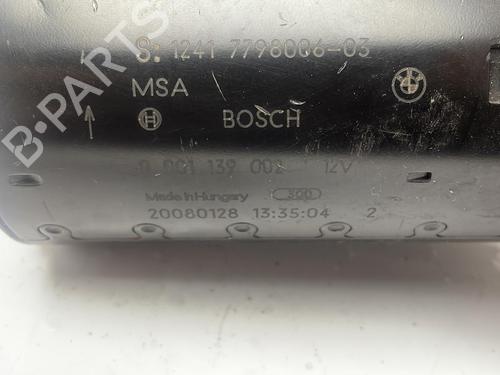 S: 1241 7798006-03
MSA
BOSCH
0 001 139 002 12V
Made in Hungary 300
20080128 13:35:04 2
B-PARTS